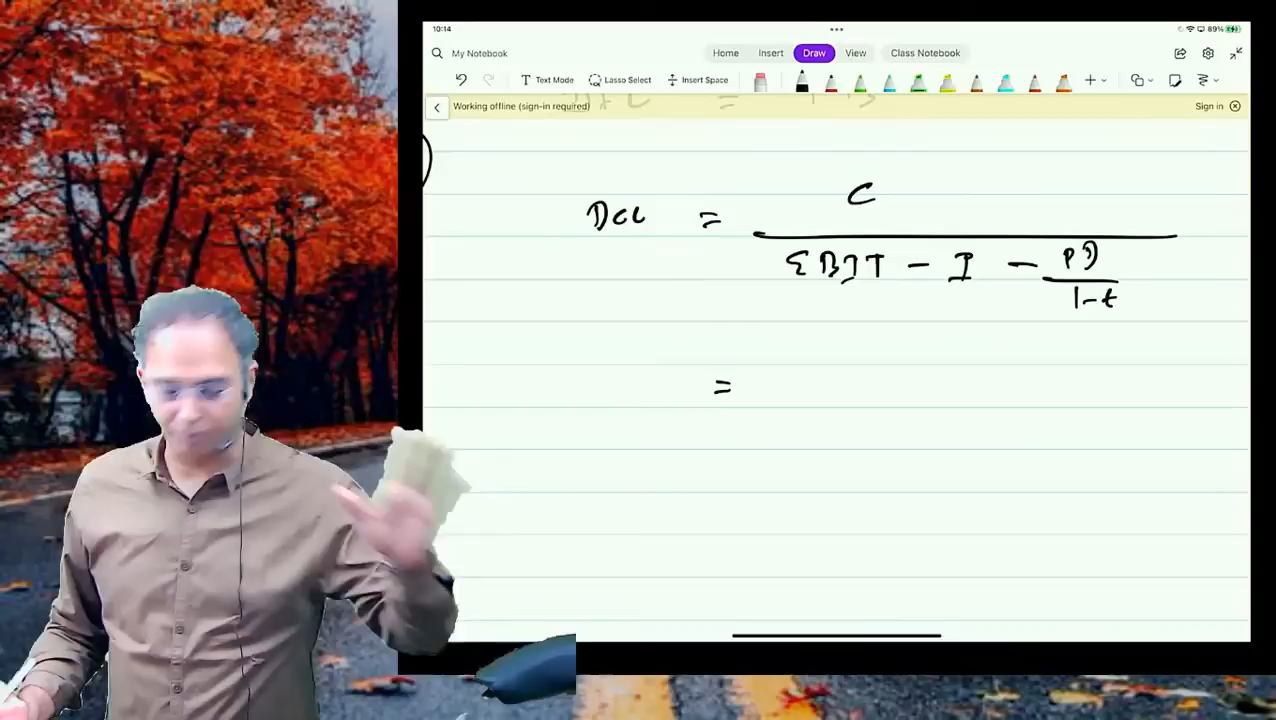 10:14 89%
My Notebook Home Insert Draw View Class Notebook
Text Mode Lasso Select Insert Space
Working offline (sign-in required) Sign in
DCL = C
EBIT - I - PD
1-t
=